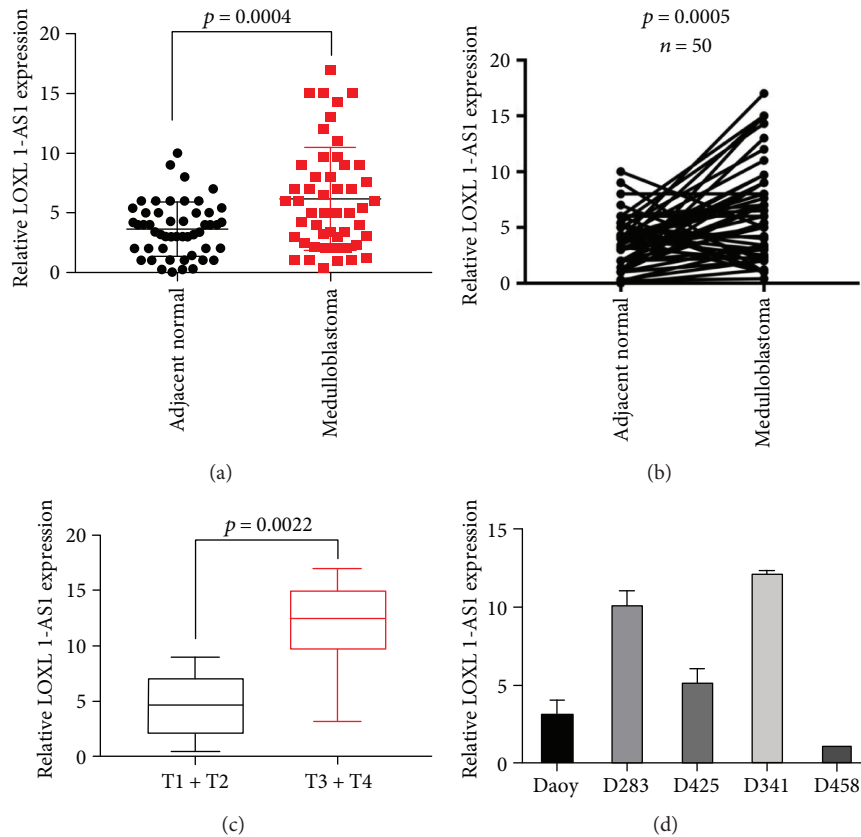 p = 0.0004
Relative LOXL 1-AS1 expression
20
15
10
5
0
Adjacent normal
Medulloblastoma
(a)
p = 0.0005
n = 50
Relative LOXL 1-AS1 expression
20
15
10
5
0
Adjacent normal
Medulloblastoma
(b)
p = 0.0022
Relative LOXL 1-AS1 expression
20
15
10
5
0
T1 + T2
T3 + T4
(c)
Relative LOXL 1-AS1 expression
15
10
5
0
Daoy
D283
D425
D341
D458
(d)